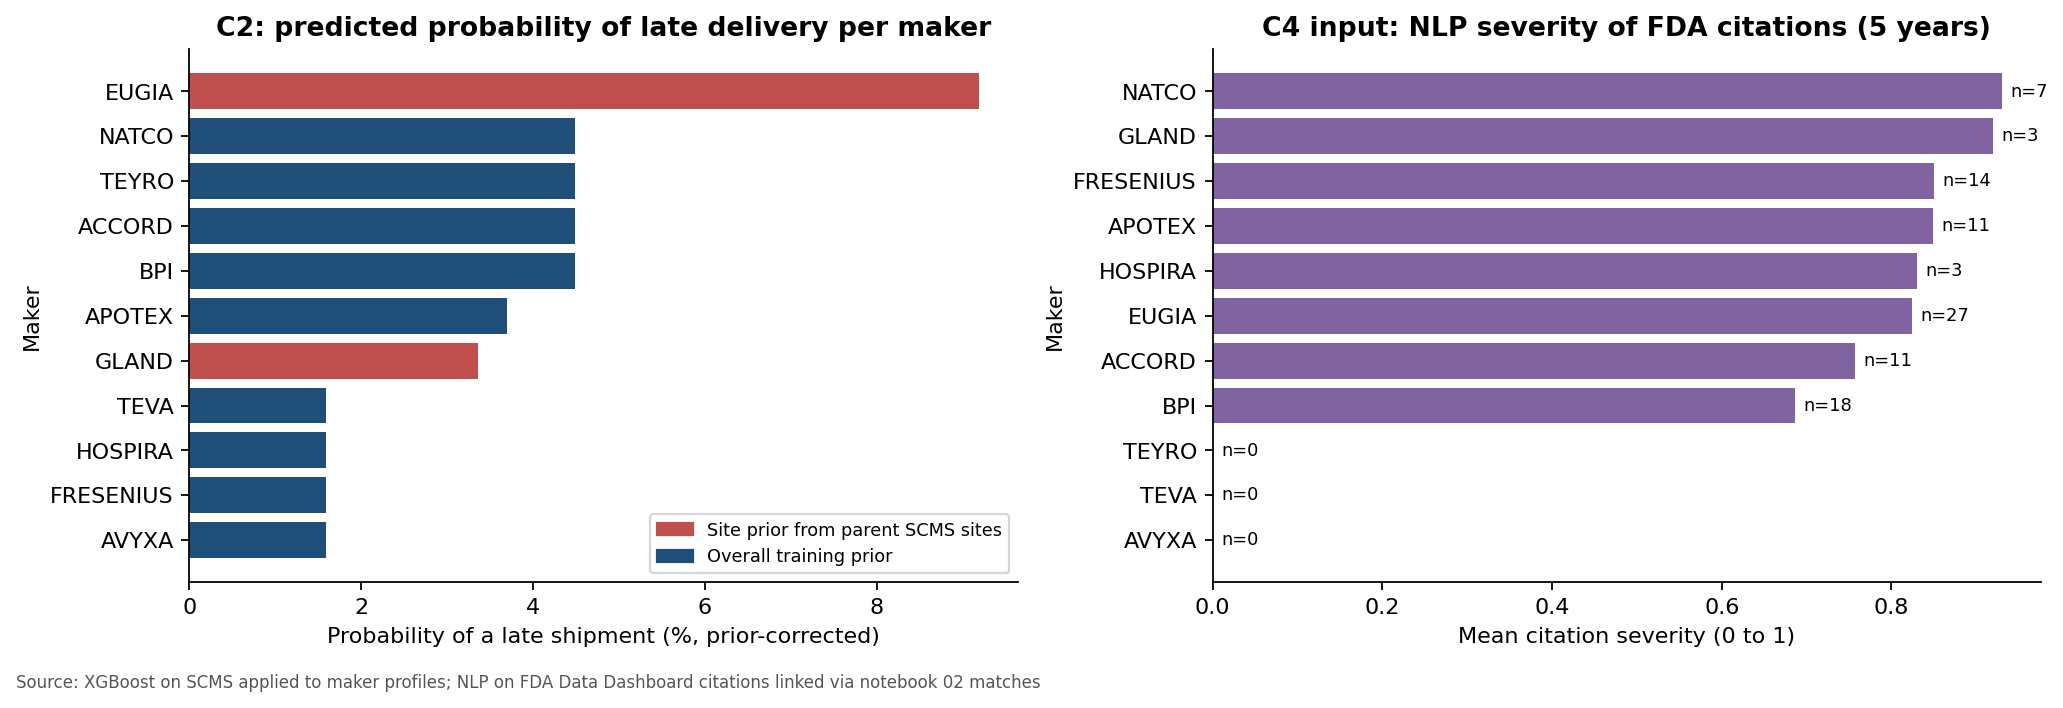 C2: predicted probability of late delivery per maker
Maker
EUGIA
NATCO
TEYRO
ACCORD
BPI
APOTEX
GLAND
TEVA
HOSPIRA
FRESENIUS
AVYXA
Site prior from parent SCMS sites
Overall training prior
0 2 4 6 8
Probability of a late shipment (%, prior-corrected)
C4 input: NLP severity of FDA citations (5 years)
Maker
NATCO n=7
GLAND n=3
FRESENIUS n=14
APOTEX n=11
HOSPIRA n=3
EUGIA n=27
ACCORD n=11
BPI n=18
TEYRO n=0
TEVA n=0
AVYXA n=0
0.0 0.2 0.4 0.6 0.8
Mean citation severity (0 to 1)
Source: XGBoost on SCMS applied to maker profiles; NLP on FDA Data Dashboard citations linked via notebook 02 matches